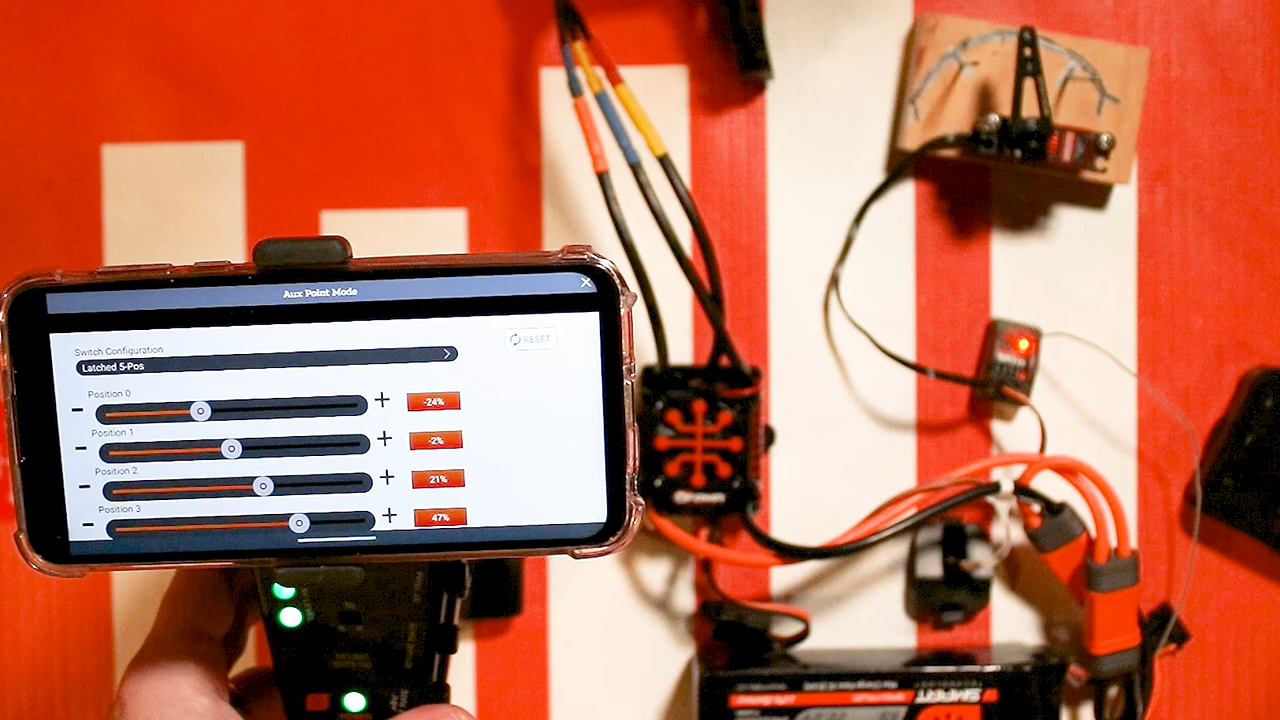 Aux Point Mode
Switch Configuration
RESET
Latched 5-Pos
Position 0
-24%
Position 1
-2%
Position 2
21%
Position 3
47%
SMART
TECHNOLOGY